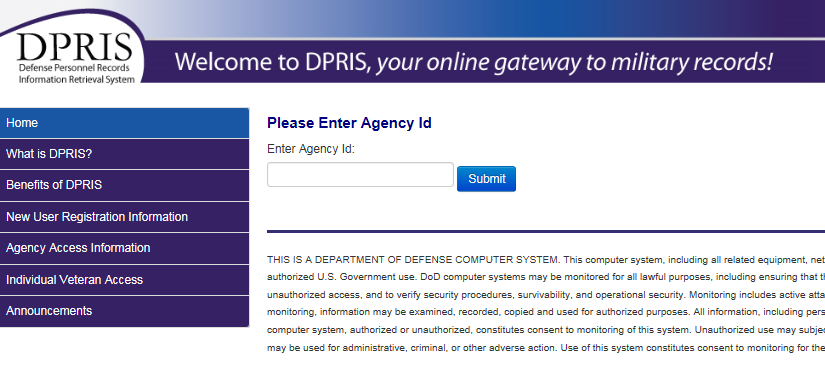 DPRIS
Defense Personnel Records
Information Retrieval System
Welcome to DPRIS, your online gateway to military records!
Home
What is DPRIS?
Benefits of DPRIS
New User Registration Information
Agency Access Information
Individual Veteran Access
Announcements
Please Enter Agency Id
Enter Agency Id:
Submit
THIS IS A DEPARTMENT OF DEFENSE COMPUTER SYSTEM. This computer system, including all related equipment, net
authorized U.S. Government use. DoD computer systems may be monitored for all lawful purposes, including ensuring that th
unauthorized access, and to verify security procedures, survivability, and operational security. Monitoring includes active atta
monitoring, information may be examined, recorded, copied and used for authorized purposes. All information, including pers
computer system, authorized or unauthorized, constitutes consent to monitoring of this system. Unauthorized use may subje
may be used for administrative, criminal, or other adverse action. Use of this system constitutes consent to monitoring for the